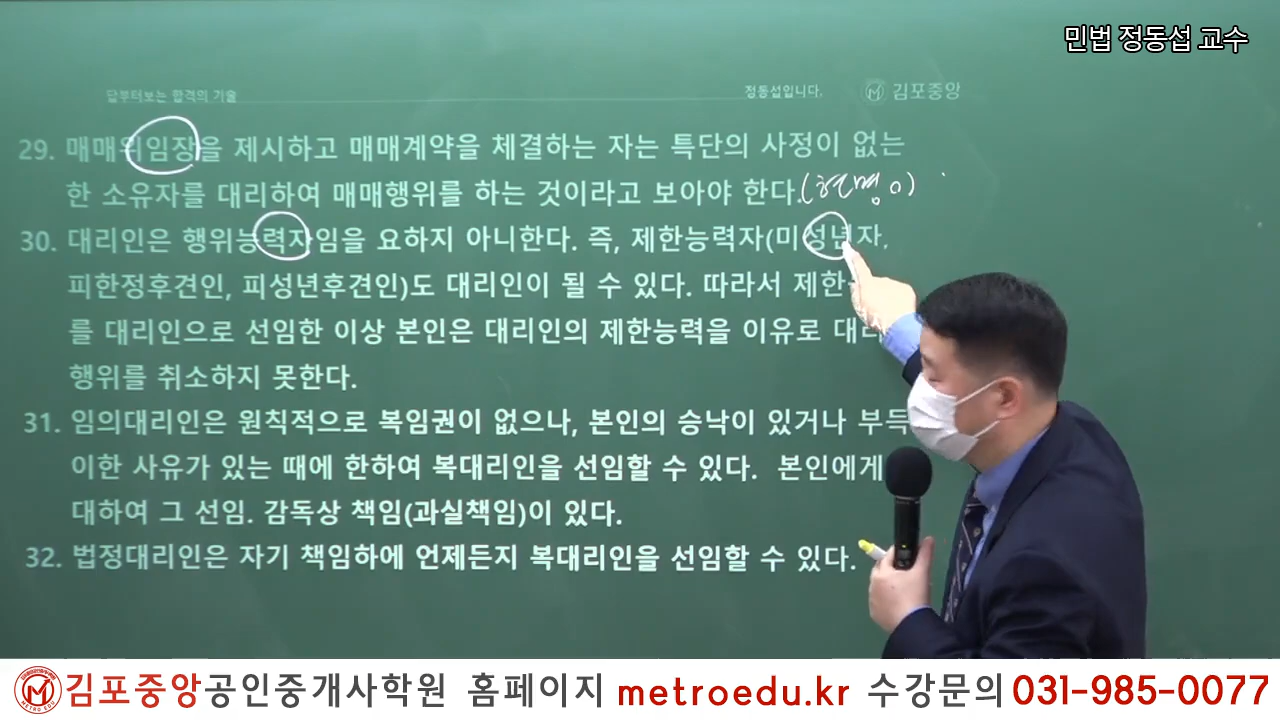 민법 정동섭 교수
답부터보는 합격의 기술
정동섭입니다.
김포중앙
29. 매매위임장을 제시하고 매매계약을 체결하는 자는 특단의 사정이 없는
한 소유자를 대리하여 매매행위를 하는 것이라고 보아야 한다.(현명 O)
30. 대리인은 행위능력자임을 요하지 아니한다. 즉, 제한능력자(미성년자,
피한정후견인, 피성년후견인)도 대리인이 될 수 있다. 따라서 제한
를 대리인으로 선임한 이상 본인은 대리인의 제한능력을 이유로 대리
행위를 취소하지 못한다.
31. 임의대리인은 원칙적으로 복임권이 없으나, 본인의 승낙이 있거나 부득
이한 사유가 있는 때에 한하여 복대리인을 선임할 수 있다. 본인에게
대하여 그 선임. 감독상 책임(과실책임)이 있다.
32. 법정대리인은 자기 책임하에 언제든지 복대리인을 선임할 수 있다.
김포중앙공인중개사학원 홈페이지 metroedu.kr 수강문의 031-985-0077